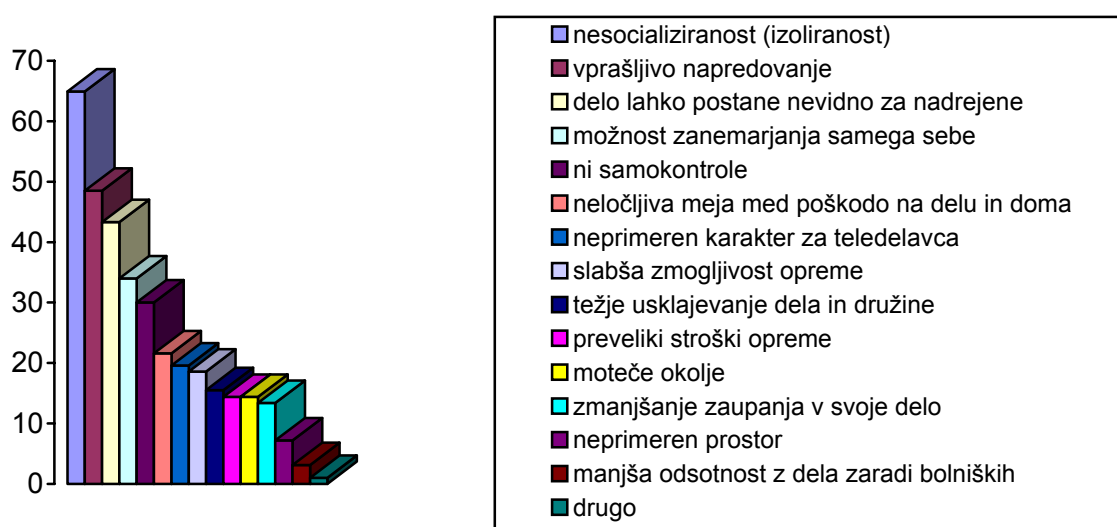 70
60
50
40
30
20
10
0
nesocializiranost (izoliranost)
vprašljivo napredovanje
delo lahko postane nevidno za nadrejene
možnost zanemarjanja samega sebe
ni samokontrole
neločljiva meja med poškodo na delu in doma
neprimeren karakter za teledelavca
slabša zmogljivost opreme
težje usklajevanje dela in družine
preveliki stroški opreme
moteče okolje
zmanjšanje zaupanja v svoje delo
neprimeren prostor
manjša odsotnost z dela zaradi bolniških
drugo